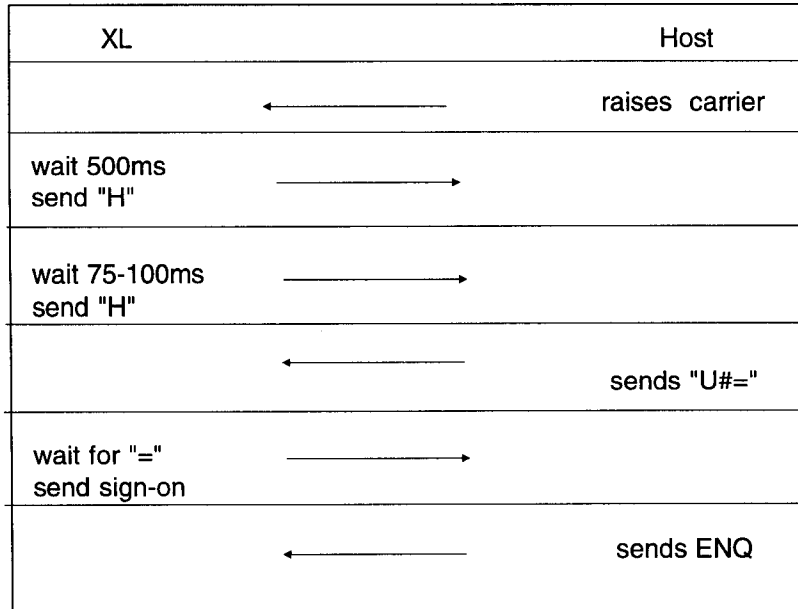 XL Host
raises carrier
wait 500ms
send "H"
wait 75-100ms
send "H"
sends "U#="
wait for "="
send sign-on
sends ENQ